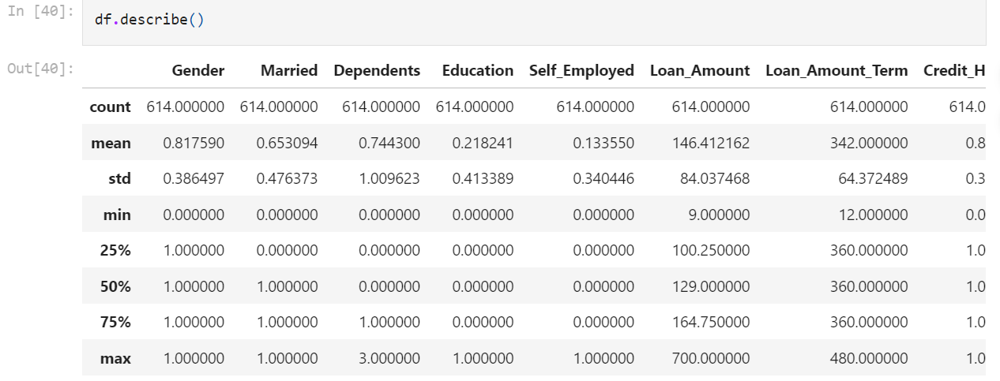 In [40]: df.describe()
Out[40]:
Gender Married Dependents Education Self_Employed Loan_Amount Loan_Amount_Term Credit_H
count 614.000000 614.000000 614.000000 614.000000 614.000000 614.000000 614.000000 614.0
mean 0.817590 0.653094 0.744300 0.218241 0.133550 146.412162 342.000000 0.8
std 0.386497 0.476373 1.009623 0.413389 0.340446 84.037468 64.372489 0.3
min 0.000000 0.000000 0.000000 0.000000 0.000000 9.000000 12.000000 0.0
25% 1.000000 0.000000 0.000000 0.000000 0.000000 100.250000 360.000000 1.0
50% 1.000000 1.000000 0.000000 0.000000 0.000000 129.000000 360.000000 1.0
75% 1.000000 1.000000 1.000000 0.000000 0.000000 164.750000 360.000000 1.0
max 1.000000 1.000000 3.000000 1.000000 1.000000 700.000000 480.000000 1.0